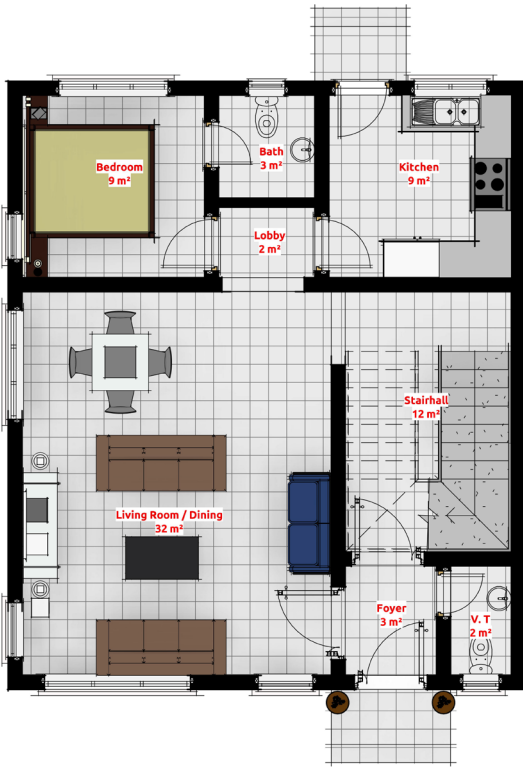 Bedroom
9 m²
Bath
3 m²
Kitchen
9 m²
Lobby
2 m²
Stairhall
12 m²
Living Room / Dining
32 m²
Foyer
3 m²
V. T
2 m²